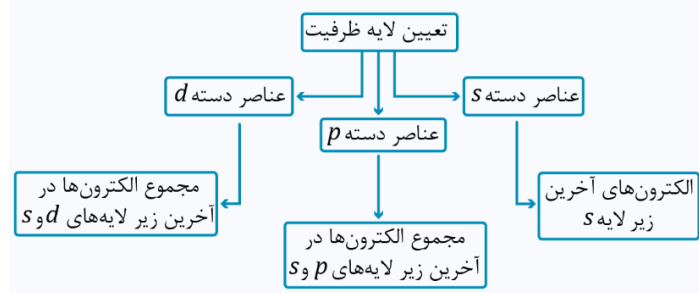 تعیین لایه ظرفیت
عناصر دسته s
عناصر دسته p
عناصر دسته d
الکترون‌های آخرین
زیر لایه s
مجموع الکترون‌ها در
آخرین زیر لایه‌های p و s
مجموع الکترون‌ها در
آخرین زیر لایه‌های d و s